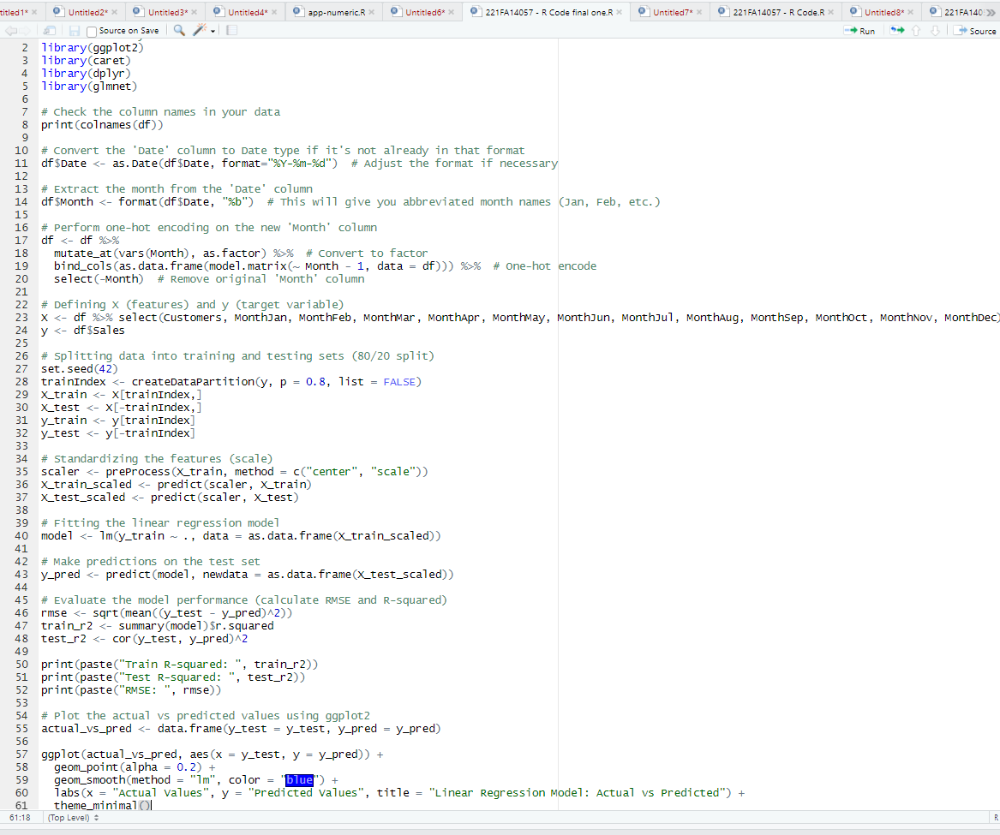 titled1* Untitled2* Untitled3* Untitled4* app-numeric.R Untitled6* 221FA14057 - R Code final one.R Untitled7* 221FA14057 - R Code.R Untitled8* 221FA140
Source on Save Run Source
2 library(ggplot2)
3 library(caret)
4 library(dplyr)
5 library(glmnet)
6
7 # Check the column names in your data
8 print(colnames(df))
9
10 # Convert the 'Date' column to Date type if it's not already in that format
11 df$Date <- as.Date(df$Date, format="%Y-%m-%d")  # Adjust the format if necessary
12
13 # Extract the month from the 'Date' column
14 df$Month <- format(df$Date, "%b")  # This will give you abbreviated month names (Jan, Feb, etc.)
15
16 # Perform one-hot encoding on the new 'Month' column
17 df <- df %>%
18   mutate_at(vars(Month), as.factor) %>%  # Convert to factor
19   bind_cols(as.data.frame(model.matrix(~ Month - 1, data = df))) %>%  # One-hot encode
20   select(-Month)  # Remove original 'Month' column
21
22 # Defining X (features) and y (target variable)
23 X <- df %>% select(Customers, MonthJan, MonthFeb, MonthMar, MonthApr, MonthMay, MonthJun, MonthJul, MonthAug, MonthSep, MonthOct, MonthNov, MonthDec)
24 y <- df$Sales
25
26 # Splitting data into training and testing sets (80/20 split)
27 set.seed(42)
28 trainIndex <- createDataPartition(y, p = 0.8, list = FALSE)
29 X_train <- X[trainIndex,]
30 X_test <- X[-trainIndex,]
31 y_train <- y[trainIndex]
32 y_test <- y[-trainIndex]
33
34 # Standardizing the features (scale)
35 scaler <- preProcess(X_train, method = c("center", "scale"))
36 X_train_scaled <- predict(scaler, X_train)
37 X_test_scaled <- predict(scaler, X_test)
38
39 # Fitting the linear regression model
40 model <- lm(y_train ~ ., data = as.data.frame(X_train_scaled))
41
42 # Make predictions on the test set
43 y_pred <- predict(model, newdata = as.data.frame(X_test_scaled))
44
45 # Evaluate the model performance (calculate RMSE and R-squared)
46 rmse <- sqrt(mean((y_test - y_pred)^2))
47 train_r2 <- summary(model)$r.squared
48 test_r2 <- cor(y_test, y_pred)^2
49
50 print(paste("Train R-squared: ", train_r2))
51 print(paste("Test R-squared: ", test_r2))
52 print(paste("RMSE: ", rmse))
53
54 # Plot the actual vs predicted values using ggplot2
55 actual_vs_pred <- data.frame(y_test = y_test, y_pred = y_pred)
56
57 ggplot(actual_vs_pred, aes(x = y_test, y = y_pred)) +
58   geom_point(alpha = 0.2) +
59   geom_smooth(method = "lm", color = "blue") +
60   labs(x = "Actual Values", y = "Predicted Values", title = "Linear Regression Model: Actual vs Predicted") +
61   theme_minimal()
61:18 (Top Level) R